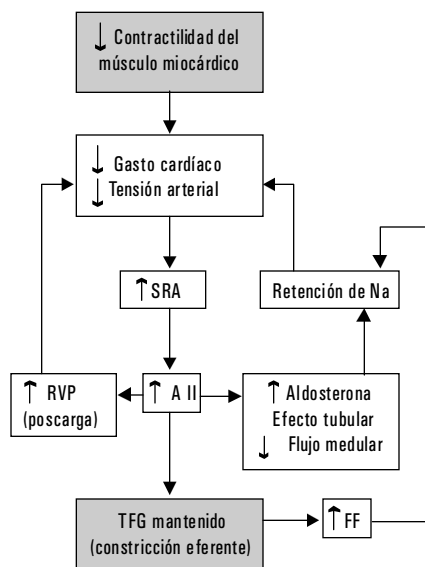 ↓ Contractilidad del
músculo miocárdico
↓ Gasto cardíaco
↓ Tensión arterial
↑ SRA
Retención de Na
↑ RVP
(poscarga)
↑ A II
↑ Aldosterona
Efecto tubular
↓ Flujo medular
TFG mantenido
(constricción eferente)
↑ FF